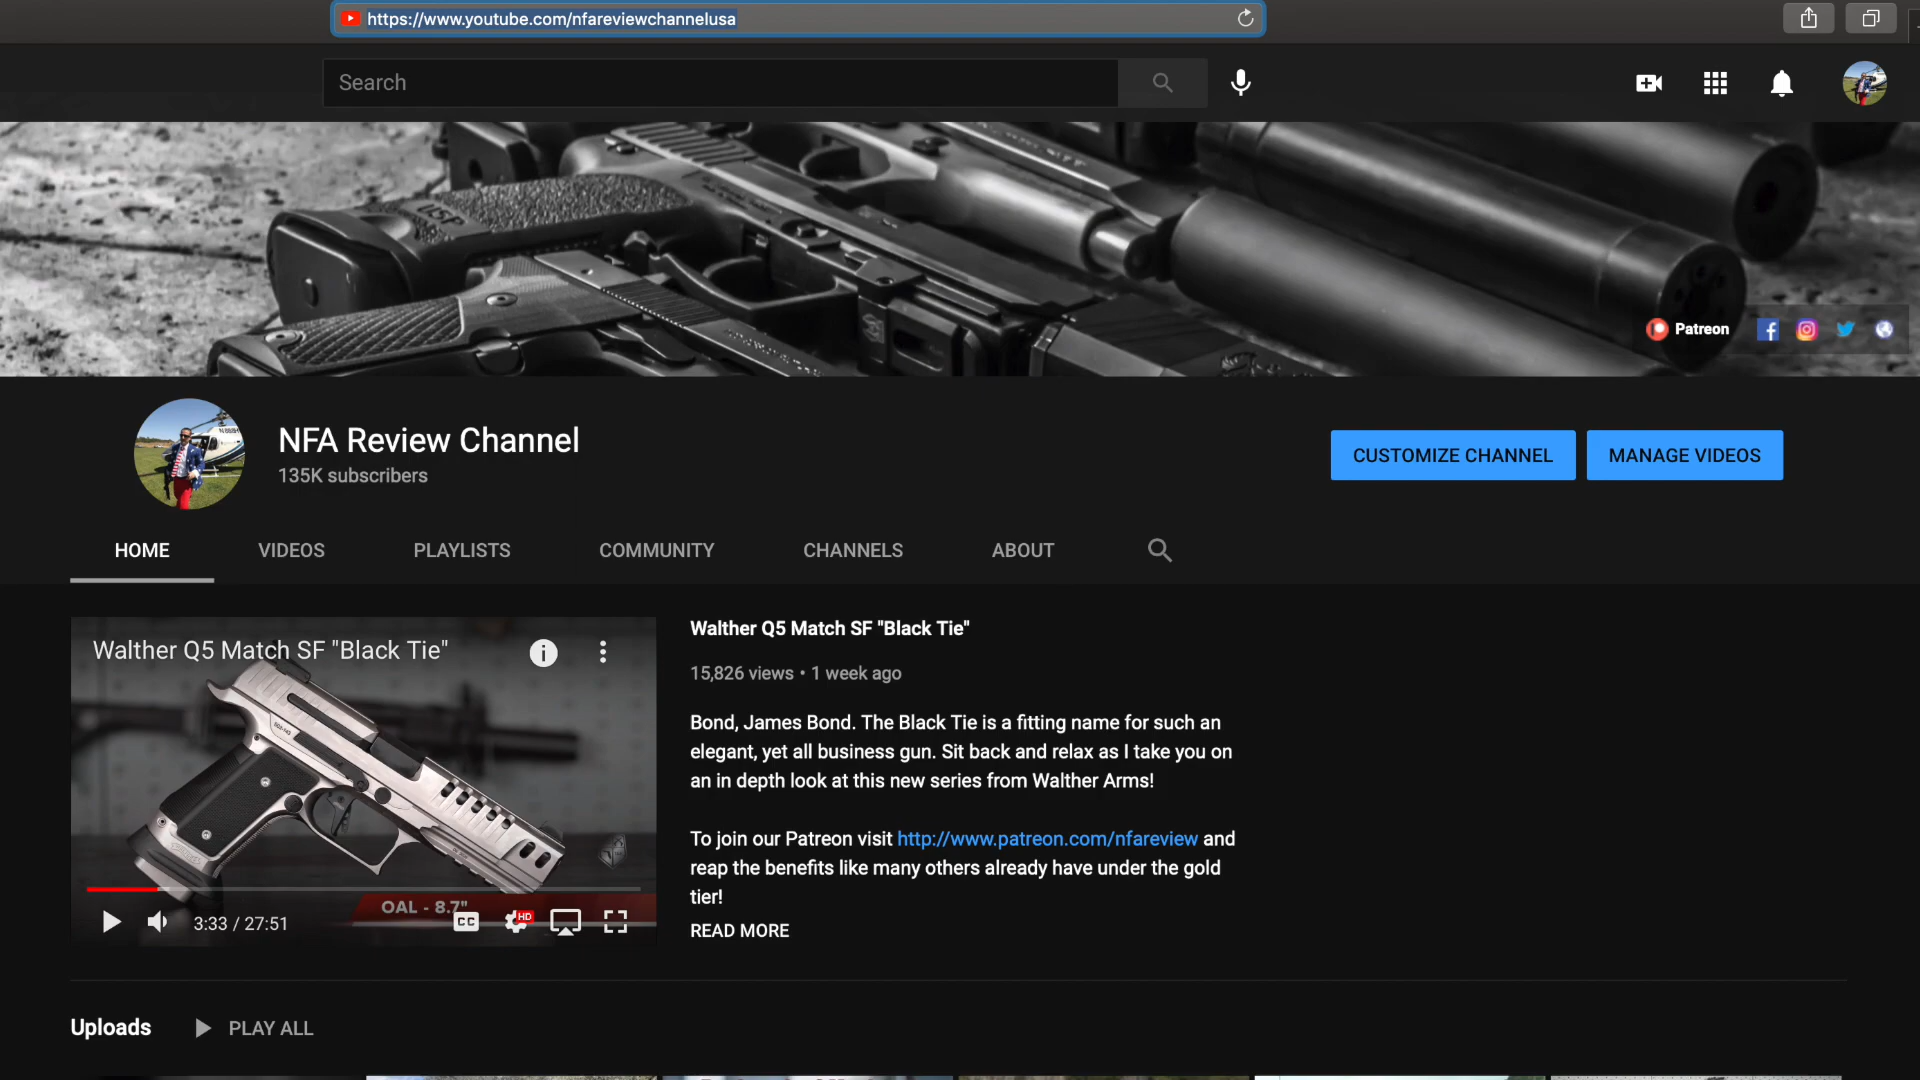 https://www.youtube.com/nfareviewchannelusa
Search
USP
Patreon
NFA Review Channel
135K subscribers
CUSTOMIZE CHANNEL
MANAGE VIDEOS
HOME
VIDEOS
PLAYLISTS
COMMUNITY
CHANNELS
ABOUT
Walther Q5 Match SF "Black Tie"
i
OAL - 8.7"
3:33 / 27:51
CC
HD
Walther Q5 Match SF "Black Tie"
15,826 views • 1 week ago
Bond, James Bond. The Black Tie is a fitting name for such an
elegant, yet all business gun. Sit back and relax as I take you on
an in depth look at this new series from Walther Arms!
To join our Patreon visit http://www.patreon.com/nfareview and
reap the benefits like many others already have under the gold
tier!
READ MORE
Uploads
PLAY ALL